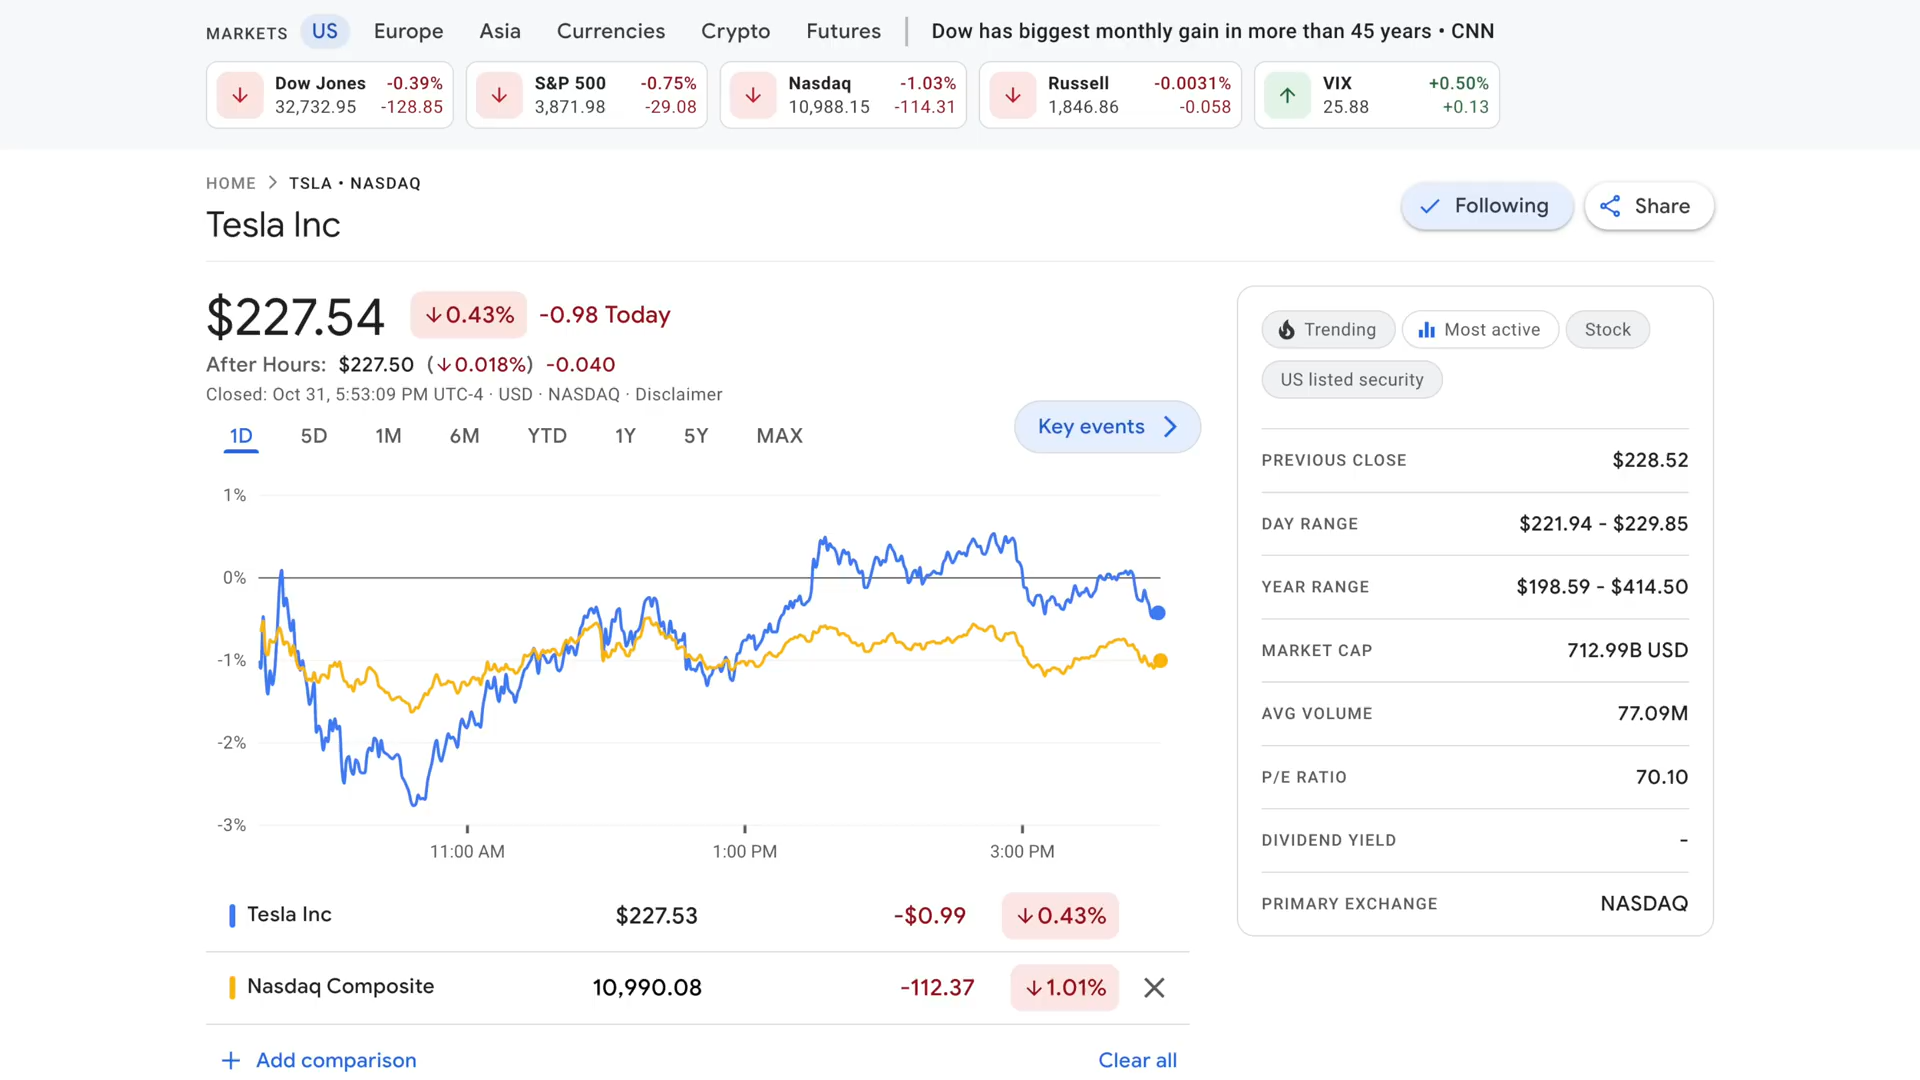 MARKETS US Europe Asia Currencies Crypto Futures Dow has biggest monthly gain in more than 45 years • CNN
Dow Jones -0.39%
32,732.95 -128.85
S&P 500 -0.75%
3,871.98 -29.08
Nasdaq -1.03%
10,988.15 -114.31
Russell -0.0031%
1,846.86 -0.058
VIX +0.50%
25.88 +0.13
HOME > TSLA • NASDAQ
Tesla Inc
Following
Share
$227.54 ↓0.43% -0.98 Today
After Hours: $227.50 (↓0.018%) -0.040
Closed: Oct 31, 5:53:09 PM UTC-4 · USD · NASDAQ · Disclaimer
1D 5D 1M 6M YTD 1Y 5Y MAX
Key events
1%
0%
-1%
-2%
-3%
11:00 AM 1:00 PM 3:00 PM
Tesla Inc $227.53 -$0.99 ↓0.43%
Nasdaq Composite 10,990.08 -112.37 ↓1.01%
+ Add comparison Clear all
Trending Most active Stock
US listed security
PREVIOUS CLOSE $228.52
DAY RANGE $221.94 - $229.85
YEAR RANGE $198.59 - $414.50
MARKET CAP 712.99B USD
AVG VOLUME 77.09M
P/E RATIO 70.10
DIVIDEND YIELD -
PRIMARY EXCHANGE NASDAQ